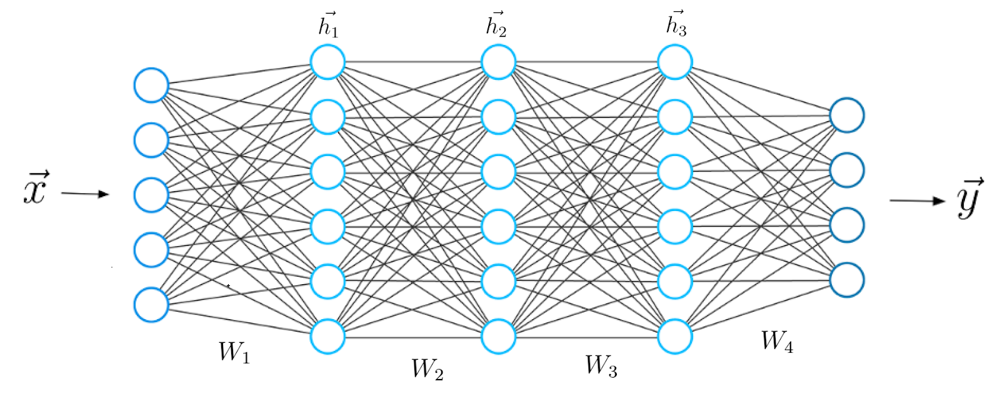 h⃗₁ h⃗₂ h⃗₃
x⃗ y⃗
W₁ W₂ W₃ W₄